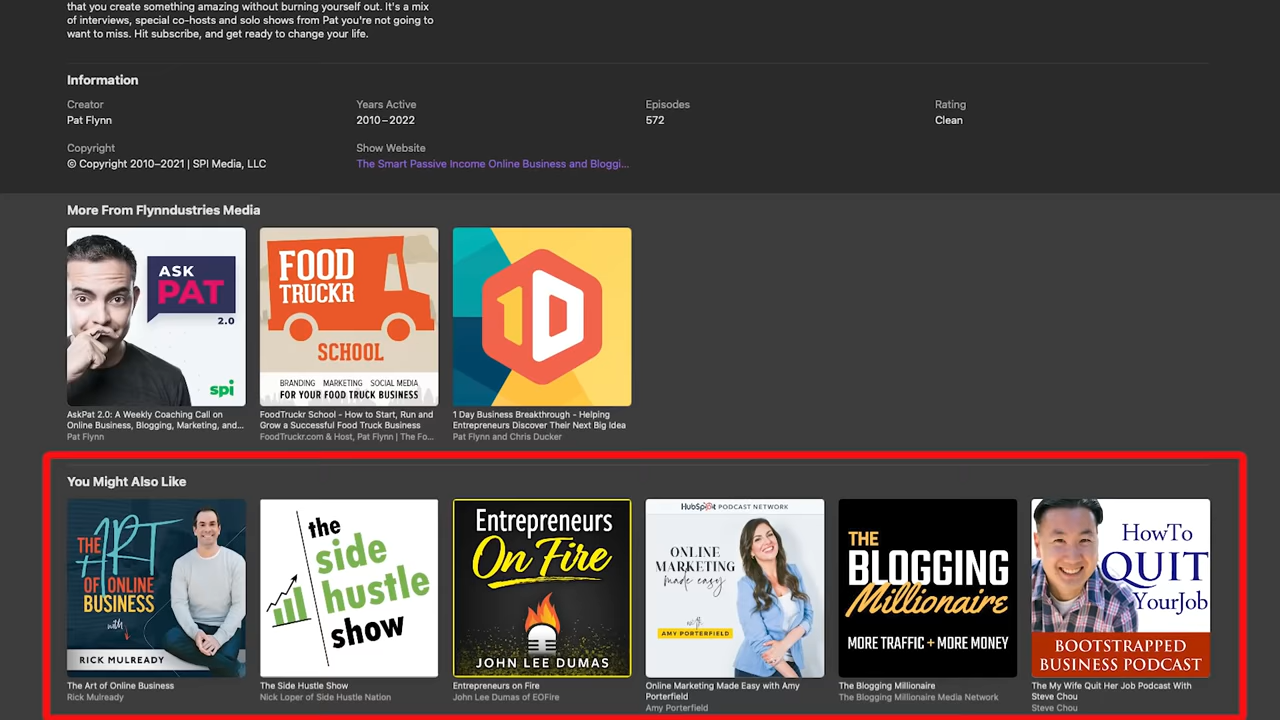 that you create something amazing without burning yourself out. It's a mix
of interviews, special co-hosts and solo shows from Pat you're not going to
want to miss. Hit subscribe, and get ready to change your life.
Information
Creator
Pat Flynn
Years Active
2010–2022
Episodes
572
Rating
Clean
Copyright
© Copyright 2010–2021 | SPI Media, LLC
Show Website
The Smart Passive Income Online Business and Bloggi...
More From Flynndustries Media
ASK
PAT
2.0
spi
FOOD
TRUCKR
SCHOOL
BRANDING MARKETING SOCIAL MEDIA
FOR YOUR FOOD TRUCK BUSINESS
1D
AskPat 2.0: A Weekly Coaching Call on
Online Business, Blogging, Marketing, and...
Pat Flynn
FoodTruckr School - How to Start, Run and
Grow a Successful Food Truck Business
FoodTruckr.com & Host, Pat Flynn | The Fo...
1 Day Business Breakthrough - Helping
Entrepreneurs Discover Their Next Big Idea
Pat Flynn and Chris Ducker
You Might Also Like
THE ART
OF ONLINE
BUSINESS
with
RICK MULREADY
the
side
hustle
show
Entrepreneurs
On Fire
JOHN LEE DUMAS
HubSpot PODCAST NETWORK
ONLINE
MARKETING
made easy
with
AMY PORTERFIELD
THE
BLOGGING
Millionaire
MORE TRAFFIC + MORE MONEY
HowTo
QUIT
YourJob
BOOTSTRAPPED
BUSINESS PODCAST
The Art of Online Business
Rick Mulready
The Side Hustle Show
Nick Loper of Side Hustle Nation
Entrepreneurs on Fire
John Lee Dumas of EOFire
Online Marketing Made Easy with Amy
Porterfield
Amy Porterfield
The Blogging Millionaire
The Blogging Millionaire Media Network
The My Wife Quit Her Job Podcast With
Steve Chou
Steve Chou